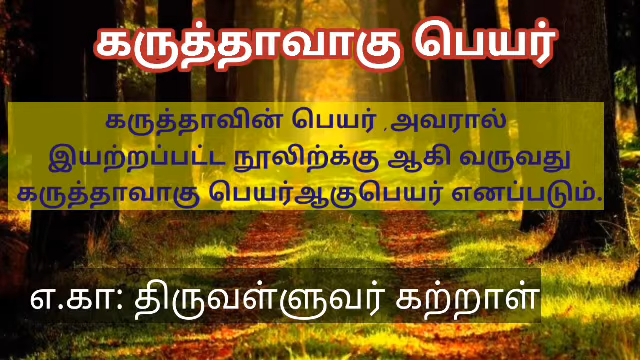 கருத்தாவாகு பெயர்
கருத்தாவின் பெயர் ,அவரால்
இயற்றப்பட்ட நூலிற்க்கு ஆகி வருவது
கருத்தாவாகு பெயர்ஆகுபெயர் எனப்படும்.
எ.கா: திருவள்ளுவர் கற்றாள்